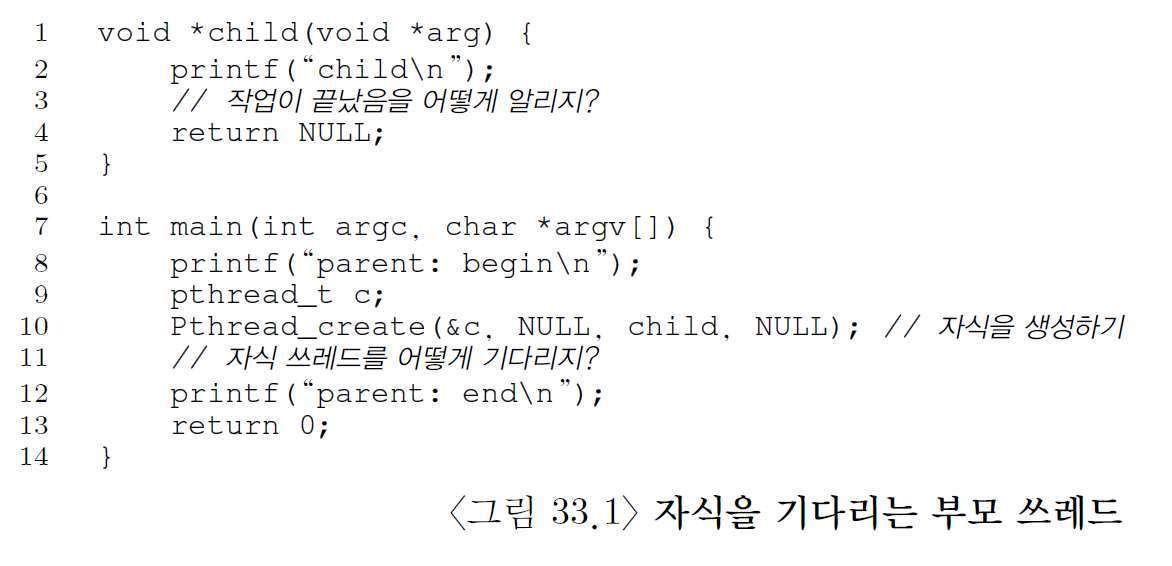 1 void *child(void *arg) {
2 printf(“child\n”);
3 // 작업이 끝났음을 어떻게 알리지?
4 return NULL;
5 }
6
7 int main(int argc, char *argv[]) {
8 printf(“parent: begin\n”);
9 pthread_t c;
10 Pthread_create(&c, NULL, child, NULL); // 자식을 생성하기
11 // 자식 쓰레드를 어떻게 기다리지?
12 printf(“parent: end\n”);
13 return 0;
14 }
〈그림 33.1〉 자식을 기다리는 부모 쓰레드